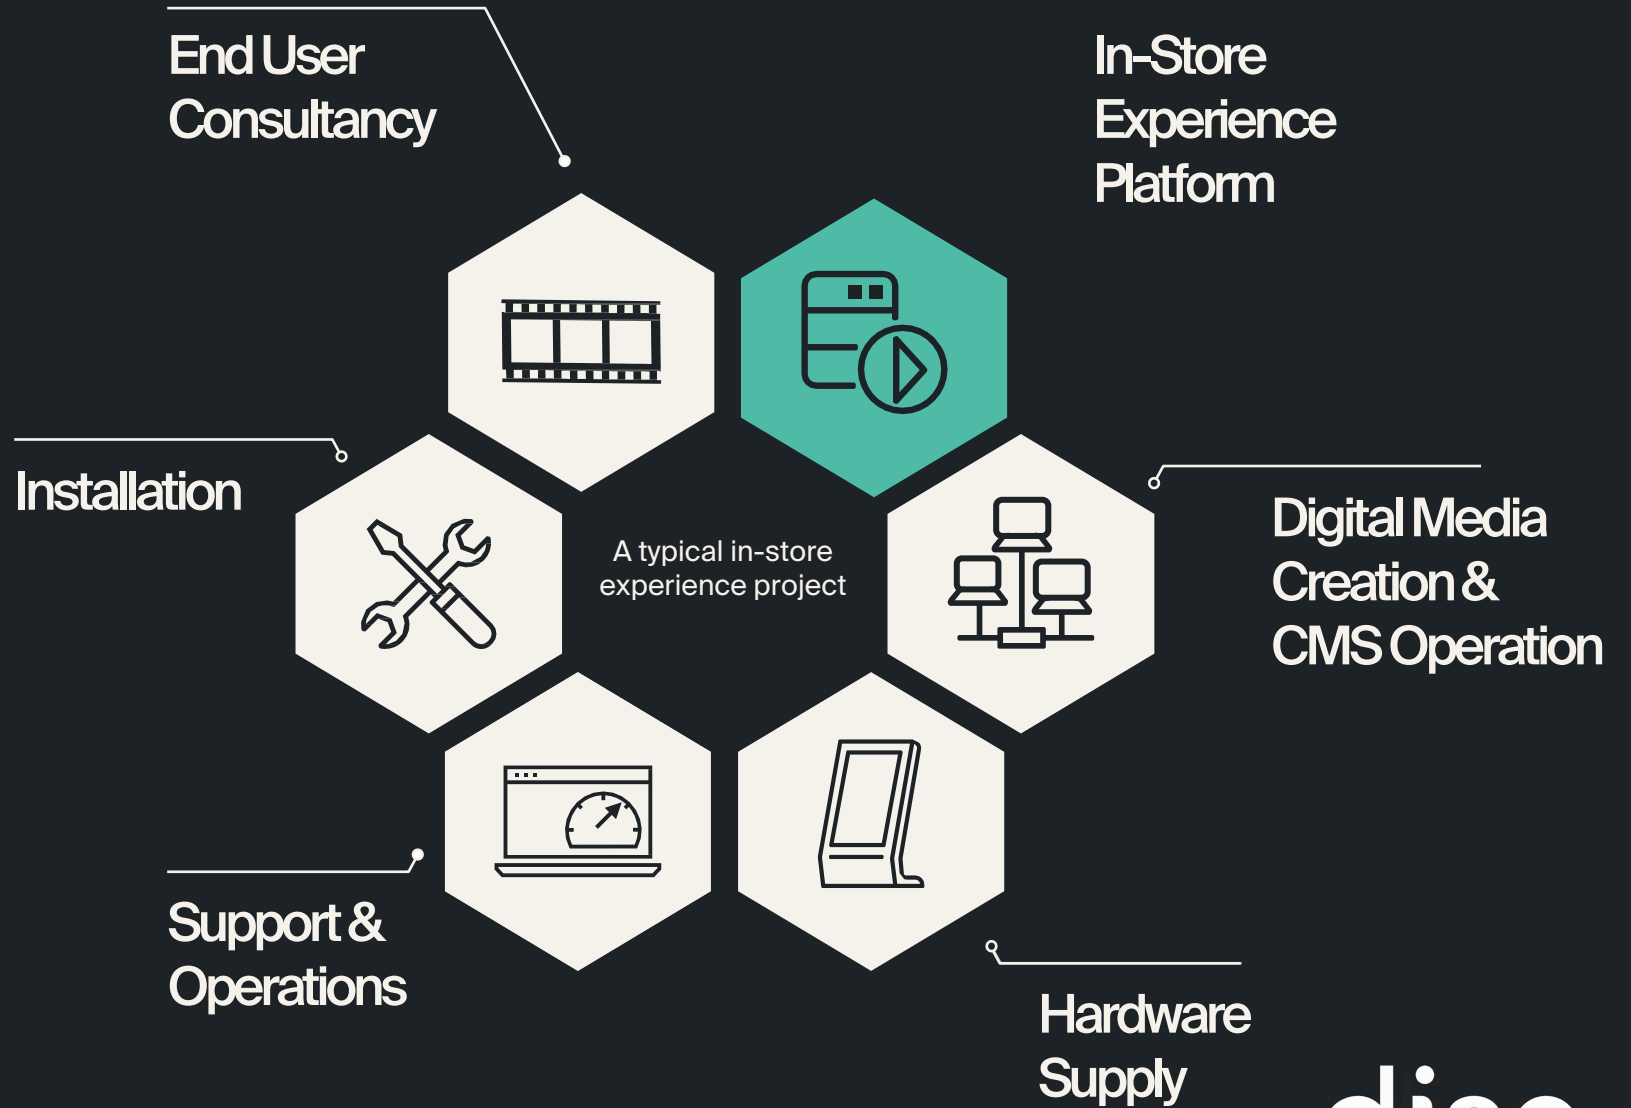 End User
Consultancy
In-Store
Experience
Platform
Installation
A typical in-store
experience project
Digital Media
Creation &
CMS Operation
Support &
Operations
Hardware
Supply